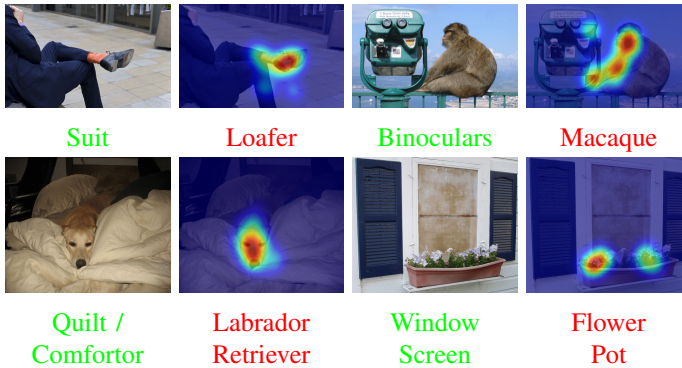 Suit Loafer Binoculars Macaque
Quilt / Labrador Window Flower
Comfortor Retriever Screen Pot